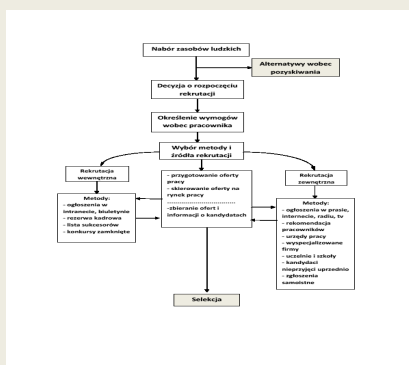 Nabór zasobów ludzkich
Alternatywy wobec
pozyskiwania
Decyzja o rozpoczęciu
rekrutacji
Określenie wymogów
wobec pracownika
Wybór metody i
źródła rekrutacji
Rekrutacja
wewnętrzna
Metody:
- ogłoszenia w
intranecie, biuletynie
- rezerwa kadrowa
- lista sukcesorów
- konkursy zamknięte
- przygotowanie oferty
pracy
- skierowanie oferty na
rynek pracy
-zbieranie ofert i
informacji o kandydatach
Rekrutacja
zewnętrzna
Metody:
- ogłoszenia w prasie,
internecie, radiu, tv
- rekomendacja
pracowników
- urzędy pracy
- wyspecjalizowane
firmy
- uczelnie i szkoły
- kandydaci
nieprzyjęci uprzednio
- zgłoszenia
samoistne
Selekcja